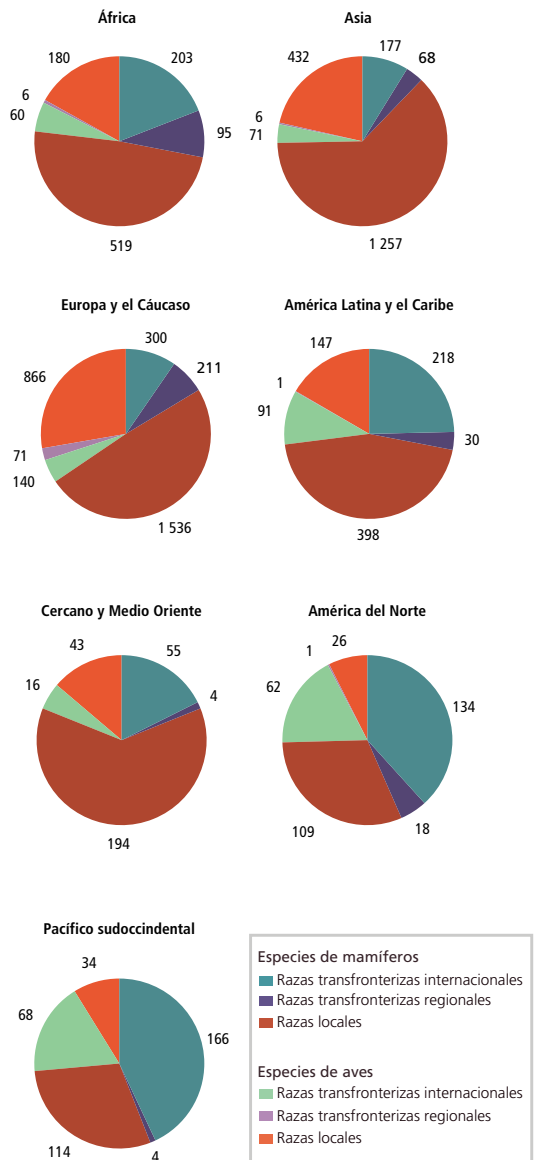 África
180
203
6
60
95
519
Asia
432
177
68
6
71
1 257
Europa y el Cáucaso
300
211
866
71
140
1 536
América Latina y el Caribe
147
218
1
91
30
398
Cercano y Medio Oriente
43
55
16
4
194
América del Norte
1
26
62
134
109
18
Pacífico sudoccindental
34
68
166
114
4
Especies de mamíferos
Razas transfronterizas internacionales
Razas transfronterizas regionales
Razas locales
Especies de aves
Razas transfronterizas internacionales
Razas transfronterizas regionales
Razas locales